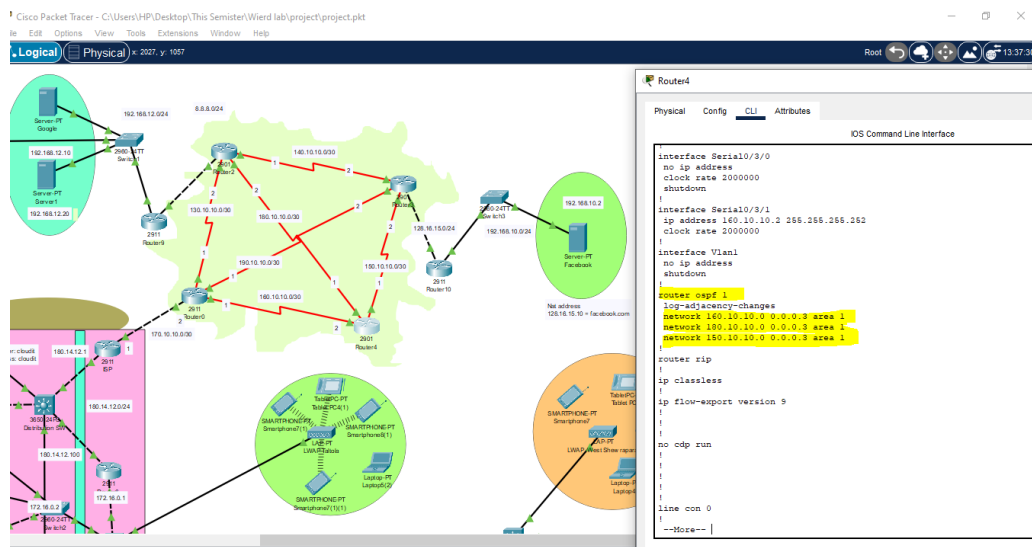 Cisco Packet Tracer - C:\Users\HP\Desktop\This Semister\Wierd lab\project\project.pkt
Edit Options View Tools Extensions Window Help
Logical Physical x: 2027, y: 1057
Root 13:37:30
Server-PT
Google
192.168.12.10
Server-PT
Server1
192.168.12.20
192.168.12.0/24
2960-24TT
Switch1
2911
Router9
8.8.8.0/24
2901
Router2
140.10.10.0/30
130.10.10.0/30
180.10.10.0/30
190.10.10.0/30
150.10.10.0/30
160.10.10.0/30
170.10.10.0/30
2911
Router0
2901
Router4
128.16.15.0/24
2911
Router10
Switch3
192.168.10.0/24
192.168.10.2
Server-PT
Facebook
Nat address
128.16.15.10 = facebook.com
cloudit
cloudit
180.14.12.1
2911
ISP
180.14.12.0/24
Distribution SW
180.14.12.100
2911
172.16.0.2
172.16.0.1
2960-24TT
Switch2
TabletPC-PT
Tablet PC4(1)
SMARTPHONE-PT
Smartphone7(1)
SMARTPHONE-PT
Smartphone8(1)
LAP-PT
Laptop-PT
Laptop5(2)
SMARTPHONE-PT
Smartphone7(1)(1)
SMARTPHONE-PT
Smartphone7
LAP-PT
Router4
Physical Config CLI Attributes
IOS Command Line Interface
!
interface Serial0/3/0
no ip address
clock rate 2000000
shutdown
!
interface Serial0/3/1
ip address 160.10.10.2 255.255.255.252
clock rate 2000000
!
interface Vlan1
no ip address
shutdown
!
router ospf 1
log-adjacency-changes
network 160.10.10.0 0.0.0.3 area 1
network 180.10.10.0 0.0.0.3 area 1
network 150.10.10.0 0.0.0.3 area 1
!
router rip
!
ip classless
!
ip flow-export version 9
!
!
!
no cdp run
!
!
!
!
line con 0
!
--More--